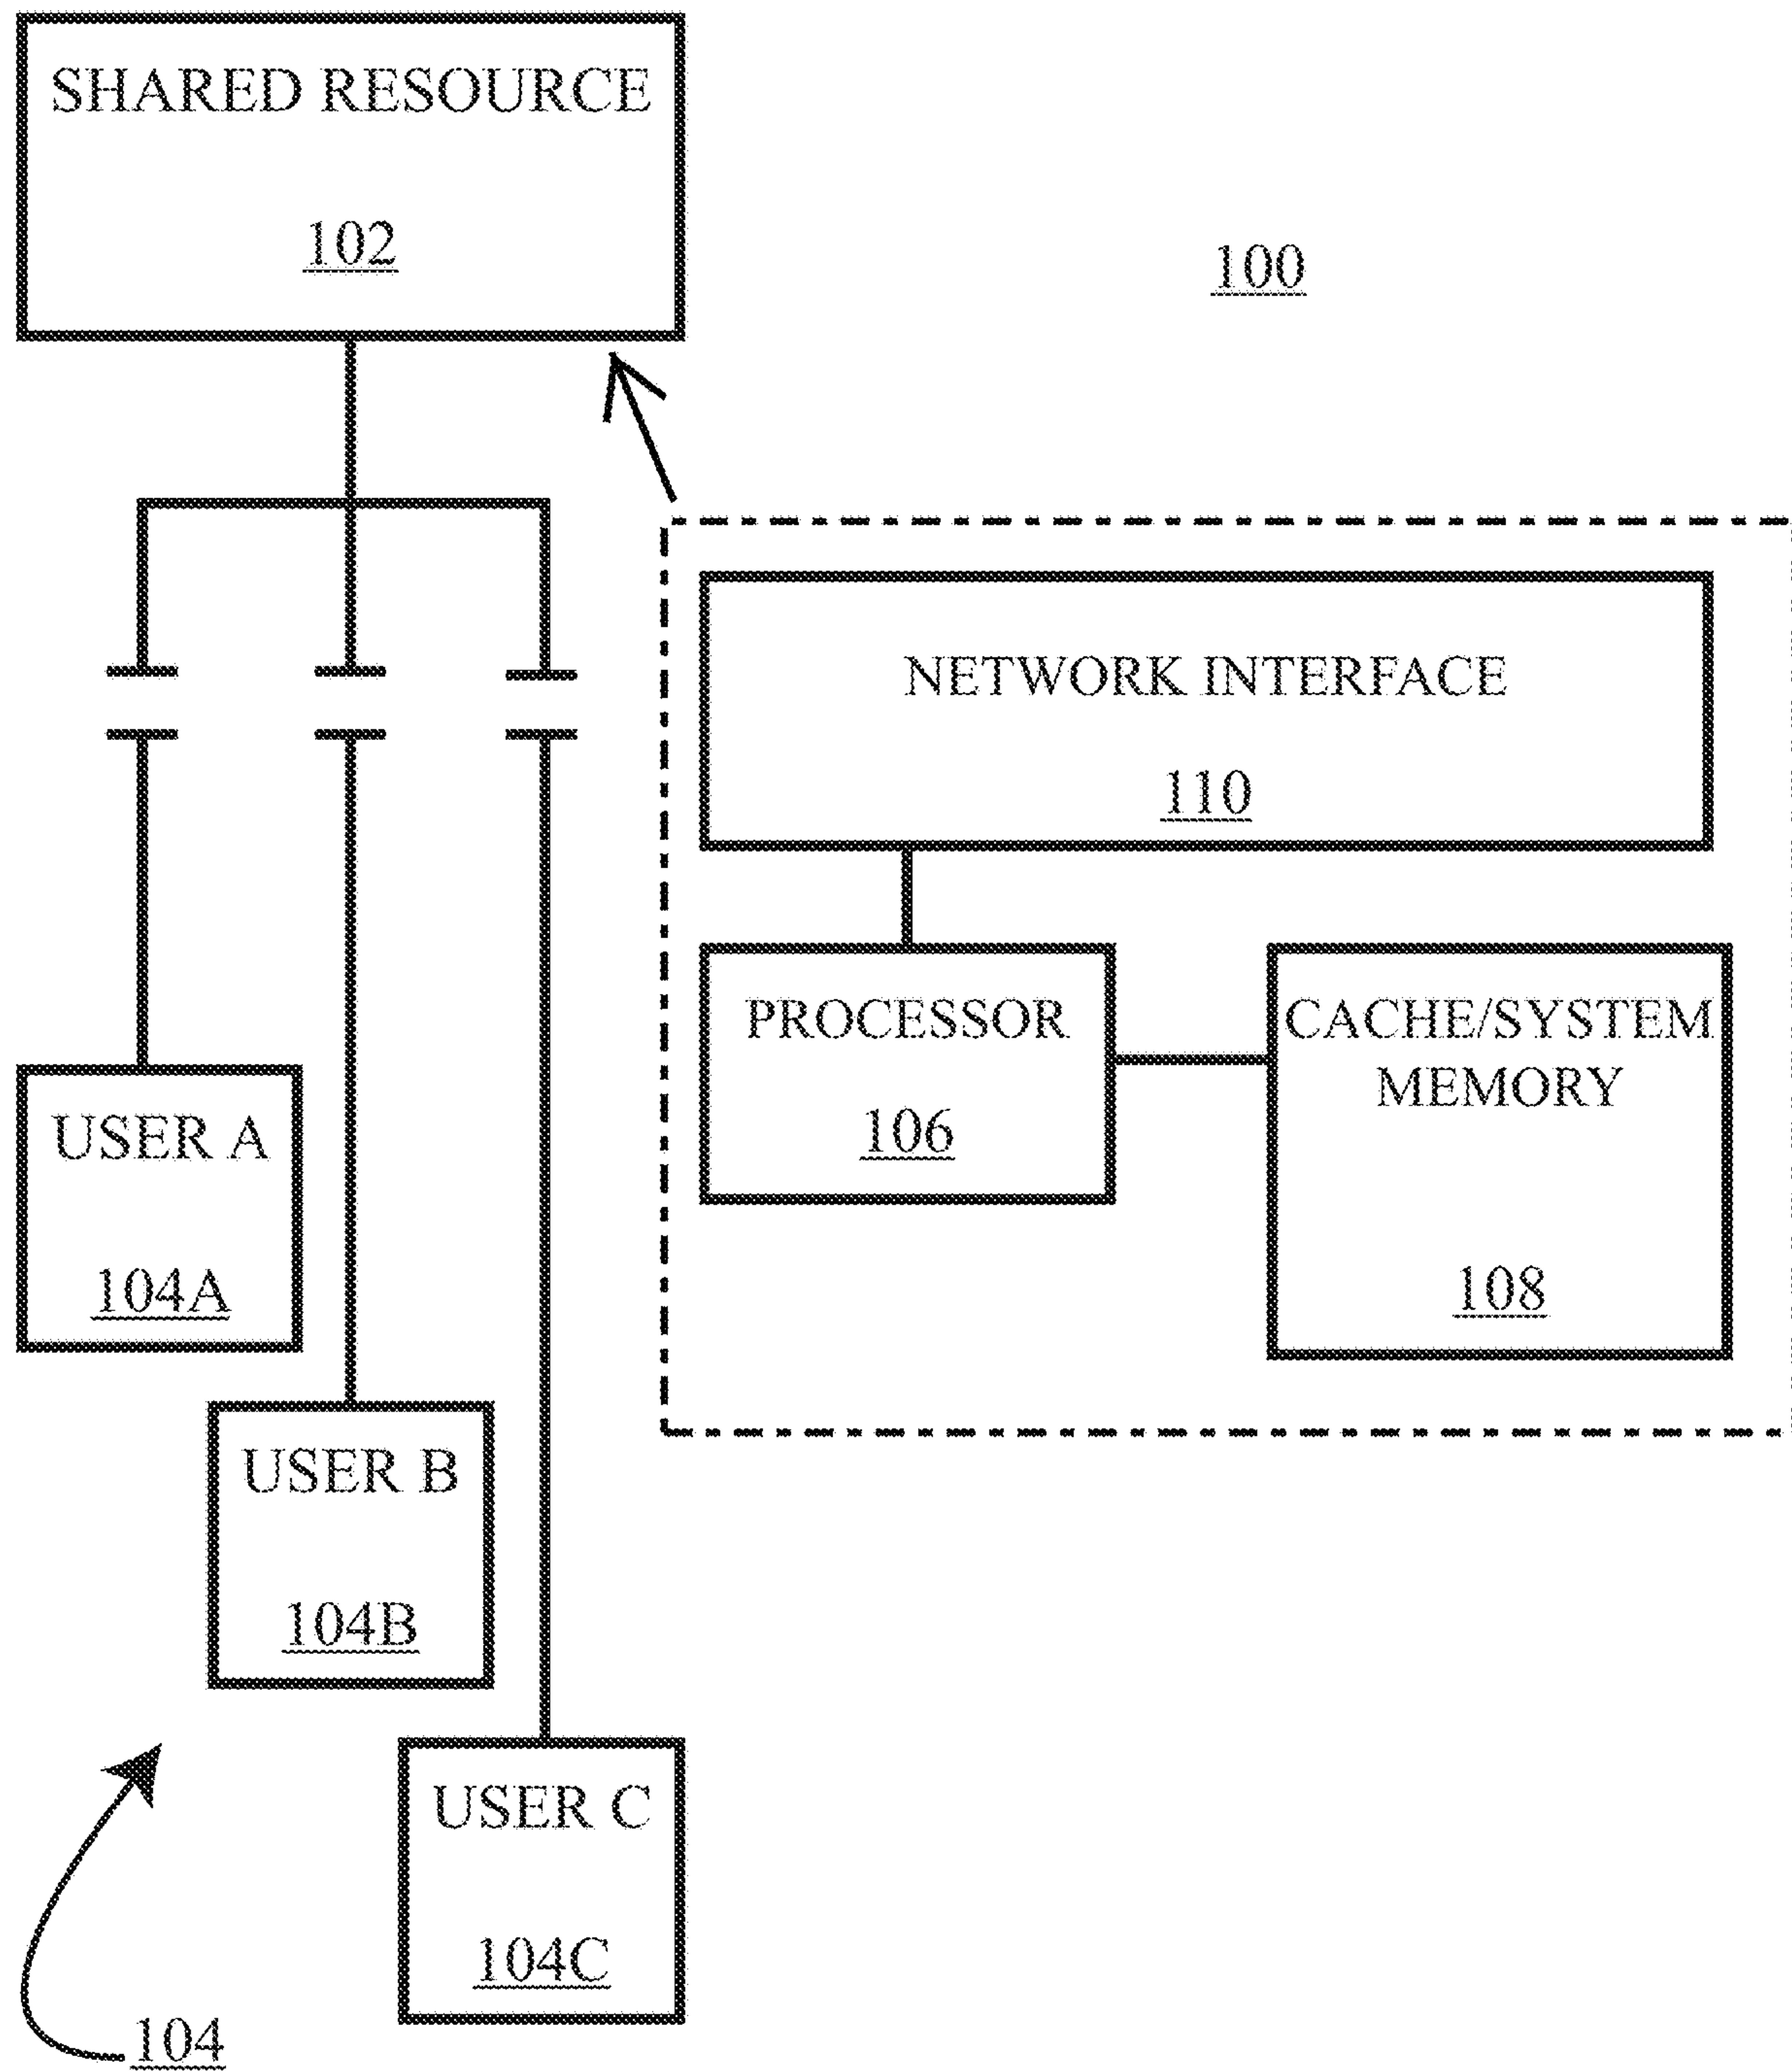 SHARED RESOURCE
102
100
NETWORK INTERFACE
110
PROCESSOR
106
CACHE/SYSTEM
MEMORY
108
USER A
104A
USER B
104B
USER C
104C
104